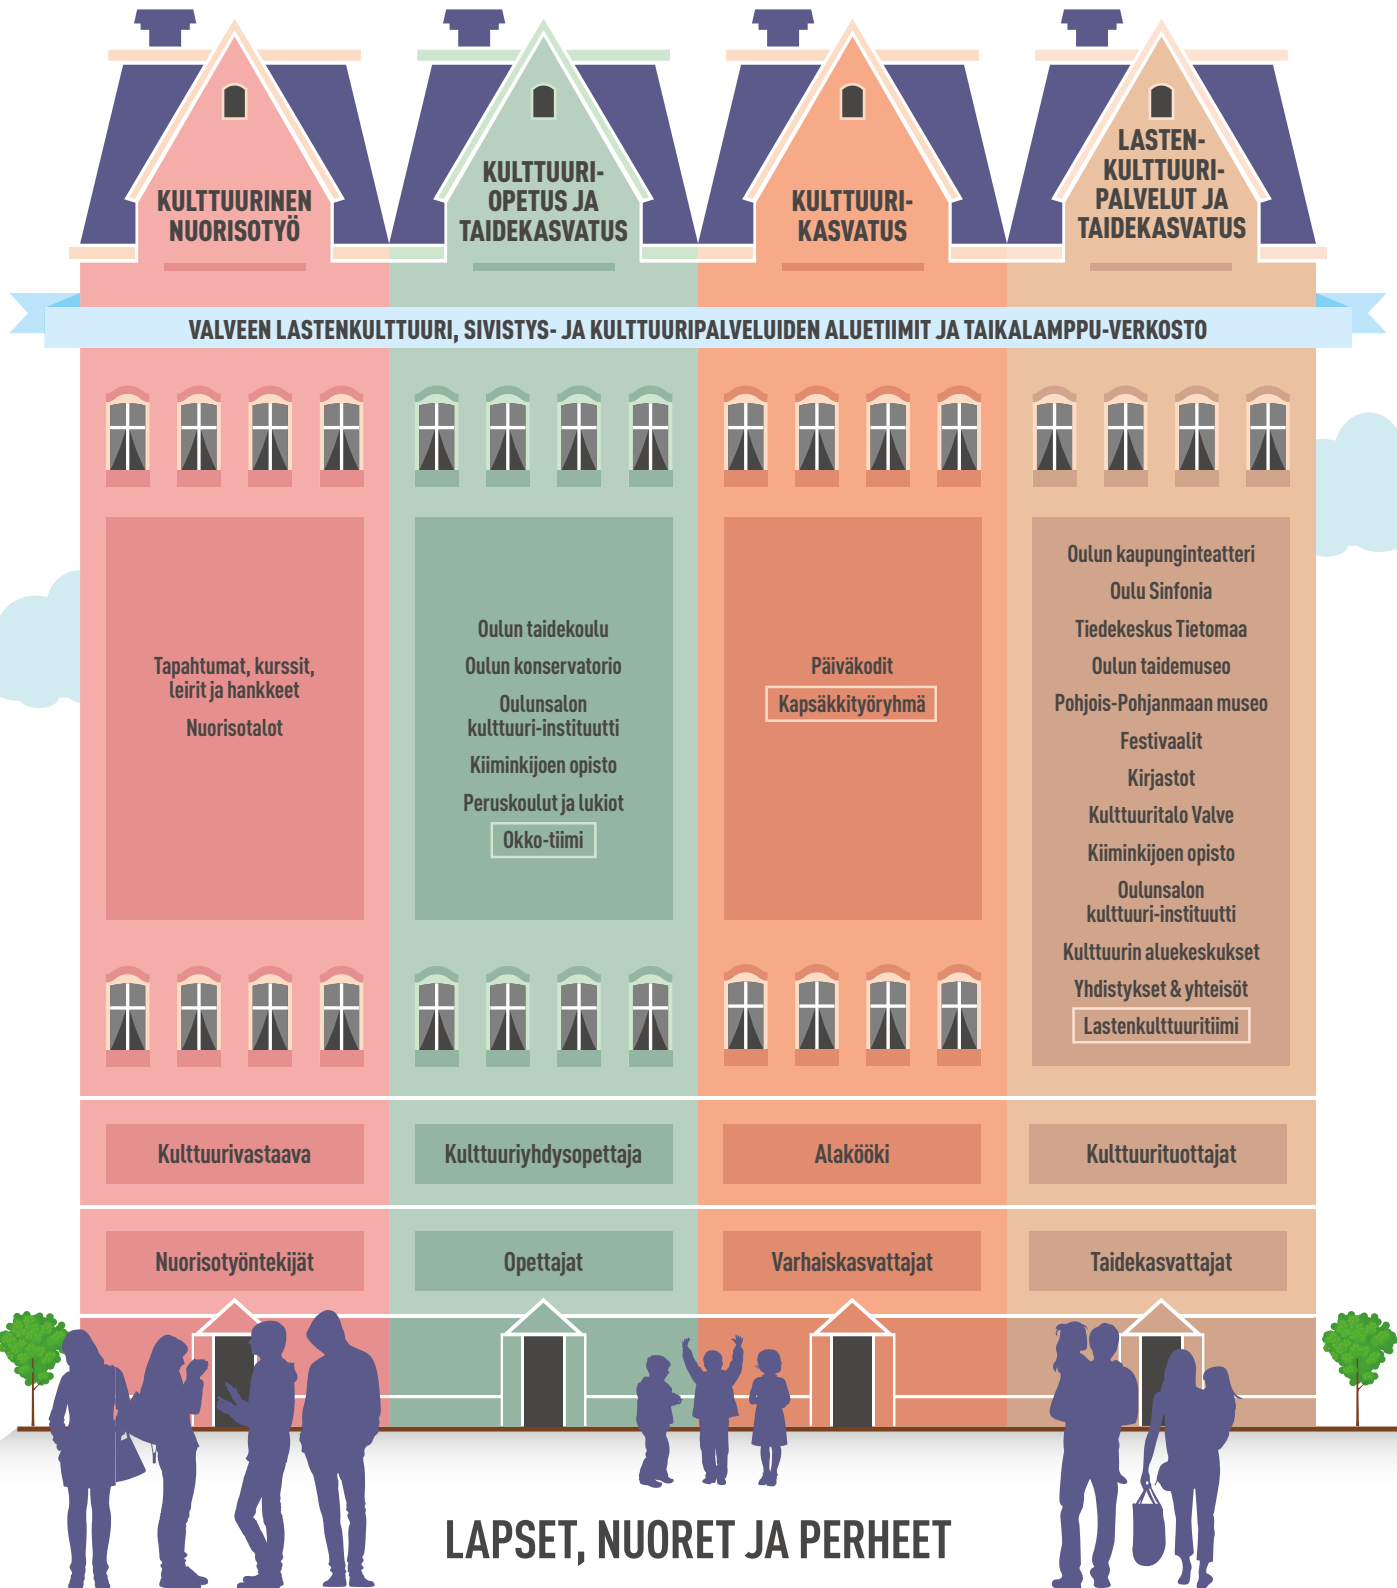 KULTTUURINEN
NUORISOTYÖ
KULTTUURI-
OPETUS JA
TAIDEKASVATUS
KULTTUURI-
KASVATUS
LASTEN-
KULTTUURI-
PALVELUT JA
TAIDEKASVATUS
VALVEEN LASTENKULTTUURI, SIVISTYS- JA KULTTUURIPALVELUIDEN ALUETIIMIT JA TAIKALAMPPU-VERKOSTO
Tapahtumat, kurssit,
leirit ja hankkeet
Nuorisotalot
Oulun taidekoulu
Oulun konservatorio
Oulunsalon
kulttuuri-instituutti
Kiiminkijoen opisto
Peruskoulut ja lukiot
Okko-tiimi
Päiväkodit
Kapsäkkityöryhmä
Oulun kaupunginteatteri
Oulu Sinfonia
Tiedekeskus Tietomaa
Oulun taidemuseo
Pohjois-Pohjanmaan museo
Festivaalit
Kirjastot
Kulttuuritalo Valve
Kiiminkijoen opisto
Oulunsalon
kulttuuri-instituutti
Kulttuurin aluekeskukset
Yhdistykset & yhteisöt
Lastenkulttuuritiimi
Kulttuurivastaava
Kulttuuriyhdysopettaja
Alakööki
Kulttuurituottajat
Nuorisotyöntekijät
Opettajat
Varhaiskasvattajat
Taidekasvattajat
LAPSET, NUORET JA PERHEET